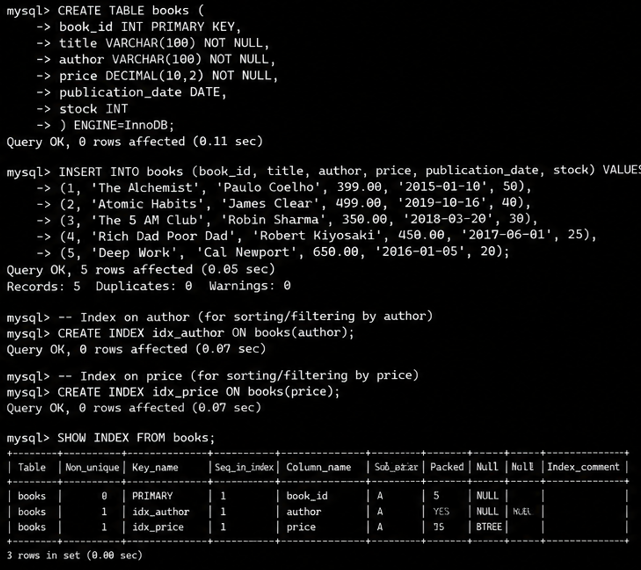 mysql> CREATE TABLE books (
    -> book_id INT PRIMARY KEY,
    -> title VARCHAR(100) NOT NULL,
    -> author VARCHAR(100) NOT NULL,
    -> price DECIMAL(10,2) NOT NULL,
    -> publication_date DATE,
    -> stock INT
    -> ) ENGINE=InnoDB;
Query OK, 0 rows affected (0.11 sec)
mysql> INSERT INTO books (book_id, title, author, price, publication_date, stock) VALUES
    -> (1, 'The Alchemist', 'Paulo Coelho', 399.00, '2015-01-10', 50),
    -> (2, 'Atomic Habits', 'James Clear', 499.00, '2019-10-16', 40),
    -> (3, 'The 5 AM Club', 'Robin Sharma', 350.00, '2018-03-20', 30),
    -> (4, 'Rich Dad Poor Dad', 'Robert Kiyosaki', 450.00, '2017-06-01', 25),
    -> (5, 'Deep Work', 'Cal Newport', 650.00, '2016-01-05', 20);
Query OK, 5 rows affected (0.05 sec)
Records: 5  Duplicates: 0  Warnings: 0
mysql> -- Index on author (for sorting/filtering by author)
mysql> CREATE INDEX idx_author ON books(author);
Query OK, 0 rows affected (0.07 sec)
mysql> -- Index on price (for sorting/filtering by price)
mysql> CREATE INDEX idx_price ON books(price);
Query OK, 0 rows affected (0.07 sec)
mysql> SHOW INDEX FROM books;
| Table | Non_unique | Key_name | Seq_in_index | Column_name | | Packed | Null | Null | Index_comment |
| books | 0 | PRIMARY | 1 | book_id | A | 5 | NULL | | |
| books | 1 | idx_author | 1 | author | A | YES | NULL | | |
| books | 1 | idx_price | 1 | price | A | | BTREE | | |
3 rows in set (0.00 sec)